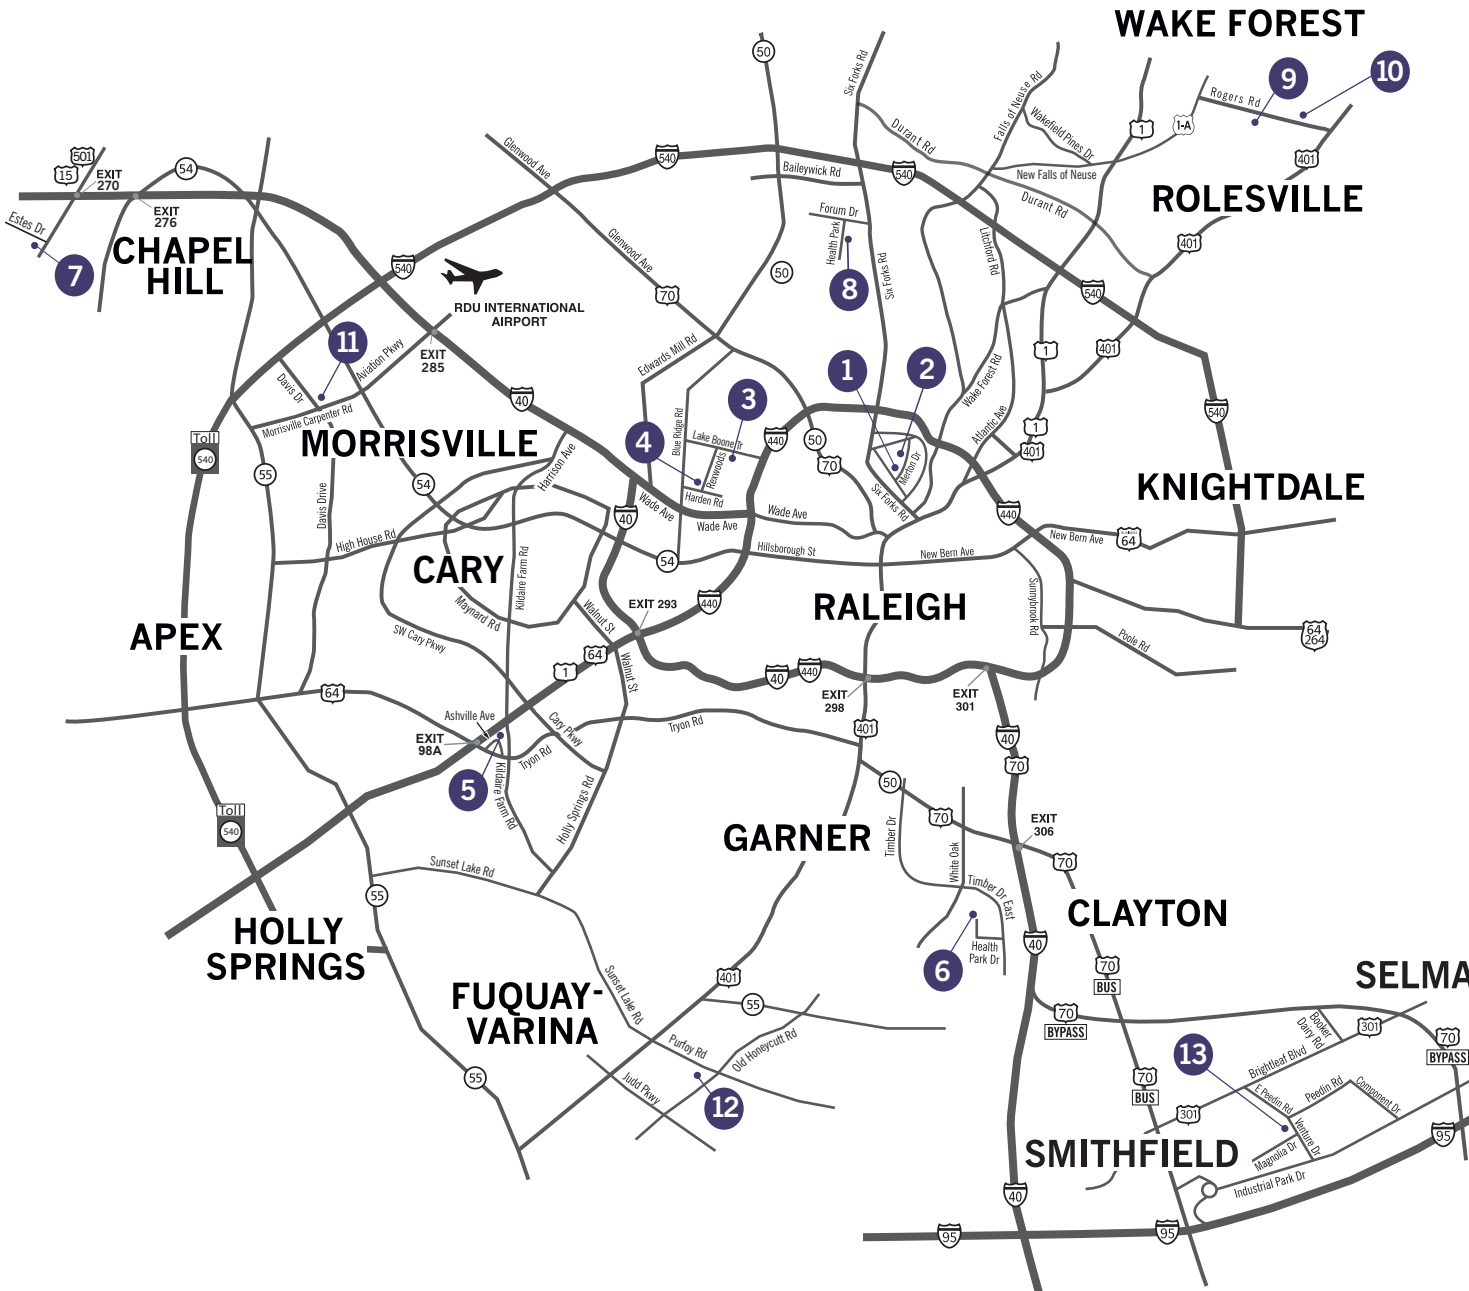 WAKE FOREST
50
Six Forks Rd
9
10
Falls of Neuse Rd
Rogers Rd
Wakefield Pines Dr
1
1-A
Durant Rd
501
15
EXIT
270
54
Glenwood Ave
540
540
Baileywick Rd
New Falls of Neuse
401
ROLESVILLE
Estes Dr
EXIT
276
CHAPEL
HILL
7
Forum Dr
Health Park
8
Durant Rd
Litchford Rd
401
Glenwood Ave
540
50
Six Forks Rd
70
540
RDU INTERNATIONAL
AIRPORT
11
Aviation Pkwy
EXIT
285
Edwards Mill Rd
1
401
Davis Dr
40
1
2
Wake Forest Rd
3
Morrisville Carpenter Rd
MORRISVILLE
Blue Ridge Rd
4
Lake Boone Tr
Rexwoods
Harden Rd
440
50
70
Merton Dr
Six Forks Rd
Atlantic Ave
1
401
540
Toll
540
55
54
Harrison Ave
KNIGHTDALE
Davis Drive
40
Wade Ave
Wade Ave
Wade Ave
440
New Bern Ave
64
High House Rd
CARY
Kildaire Farm Rd
54
Hillsborough St
New Bern Ave
Sunnybrook Rd
Maynard Rd
Walnut St
EXIT 293
440
RALEIGH
APEX
SW Cary Pkwy
64
1
Walnut St
40
440
Poole Rd
64
264
64
EXIT
298
EXIT
301
Ashville Ave
EXIT
98A
Cary Pkwy
Tryon Rd
Tryon Rd
401
40
70
5
Kildaire Farm Rd
Holly Springs Rd
50
Timber Dr
70
EXIT
306
Toll
540
GARNER
White Oak
70
Sunset Lake Rd
Timber Dr East
55
CLAYTON
HOLLY
SPRINGS
6
Health
Park Dr
40
70
BUS
SELMA
Sunset Lake Rd
401
FUQUAY-
VARINA
55
70
BYPASS
Booker
Dairy Rd
301
70
BYPASS
Purfoy Rd
Old Honeycutt Rd
13
Brightleaf Blvd
55
Judd Pkwy
12
70
BUS
E Peedin Rd
Peedin Rd
Component Dr
301
Venture Dr
95
SMITHFIELD
Magnolia Dr
Industrial Park Dr
40
95
95